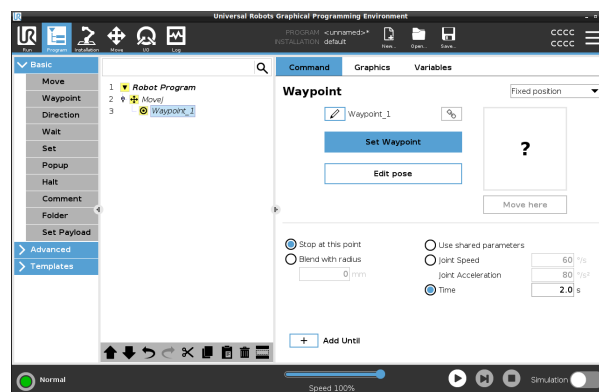 Universal Robots Graphical Programming Environment
PROGRAM <unnamed>*
INSTALLATION default
Run Program Installation Move I/O Log
New... Open... Save...
CCCC
CCCC
Basic
Move
Waypoint
Direction
Wait
Set
Popup
Halt
Comment
Folder
Set Payload
Advanced
Templates
1 Robot Program
2 MoveJ
3 Waypoint_1
Command Graphics Variables
Waypoint
Fixed position
Waypoint_1
Set Waypoint
Edit pose
?
Move here
Stop at this point
Blend with radius
0 mm
Use shared parameters
Joint Speed 60 °/s
Joint Acceleration 80 °/s²
Time 2.0 s
+ Add Until
Normal
Speed 100%
Simulation